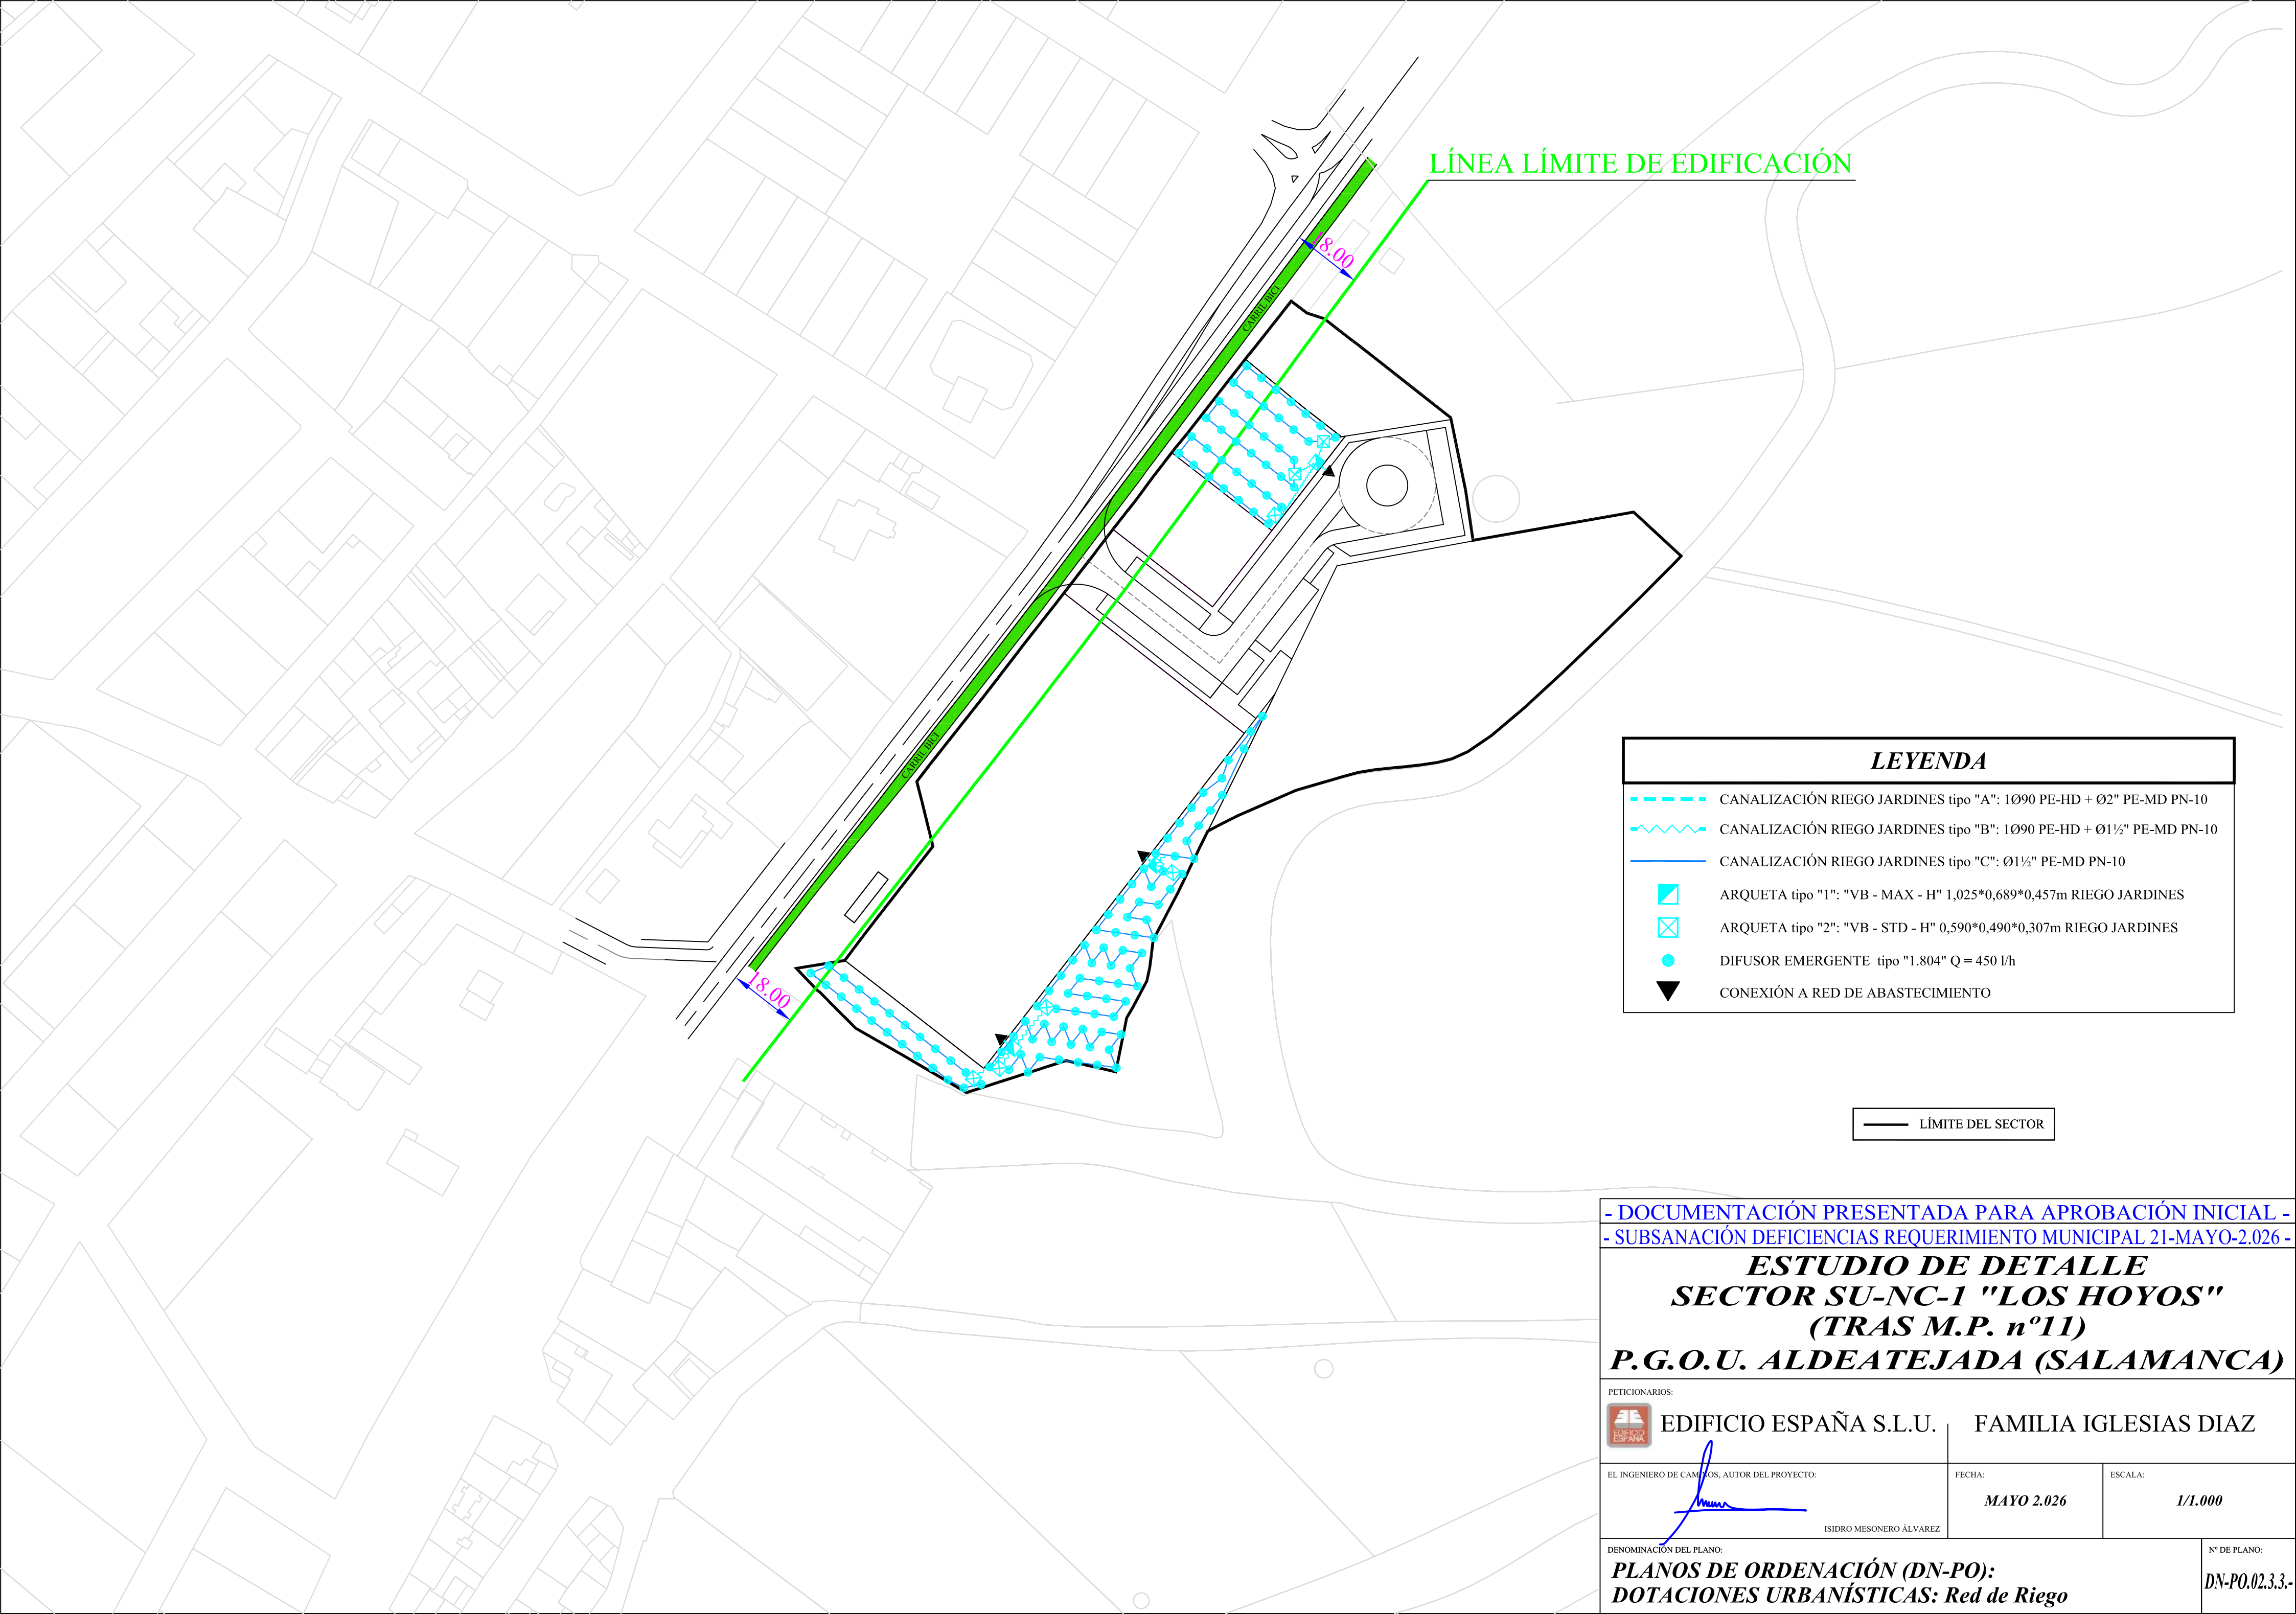 LÍNEA LÍMITE DE EDIFICACIÓN
18.00
CARRIL BICI
CARRIL BICI
18.00
LEYENDA
CANALIZACIÓN RIEGO JARDINES tipo "A": 1Ø90 PE-HD + Ø2" PE-MD PN-10
CANALIZACIÓN RIEGO JARDINES tipo "B": 1Ø90 PE-HD + Ø1½" PE-MD PN-10
CANALIZACIÓN RIEGO JARDINES tipo "C": Ø1½" PE-MD PN-10
ARQUETA tipo "1": "VB - MAX - H" 1,025*0,689*0,457m RIEGO JARDINES
ARQUETA tipo "2": "VB - STD - H" 0,590*0,490*0,307m RIEGO JARDINES
DIFUSOR EMERGENTE tipo "1.804" Q = 450 l/h
CONEXIÓN A RED DE ABASTECIMIENTO
LÍMITE DEL SECTOR
- DOCUMENTACIÓN PRESENTADA PARA APROBACIÓN INICIAL -
- SUBSANACIÓN DEFICIENCIAS REQUERIMIENTO MUNICIPAL 21-MAYO-2.026 -
ESTUDIO DE DETALLE
SECTOR SU-NC-1 "LOS HOYOS"
(TRAS M.P. nº11)
P.G.O.U. ALDEATEJADA (SALAMANCA)
PETICIONARIOS:
EDIFICIO
ESPAÑA
EDIFICIO ESPAÑA S.L.U.
FAMILIA IGLESIAS DIAZ
EL INGENIERO DE CAMINOS, AUTOR DEL PROYECTO:
ISIDRO MESONERO ÁLVAREZ
FECHA:
MAYO 2.026
ESCALA:
1/1.000
DENOMINACIÓN DEL PLANO:
PLANOS DE ORDENACIÓN (DN-PO):
DOTACIONES URBANÍSTICAS: Red de Riego
Nº DE PLANO:
DN-PO.02.3.3.-